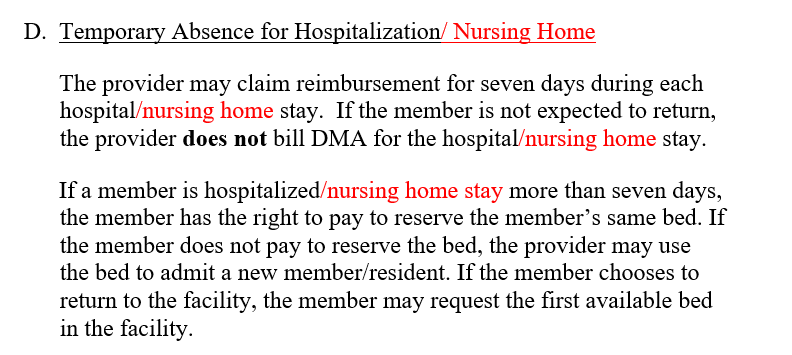 D. Temporary Absence for Hospitalization/ Nursing Home
The provider may claim reimbursement for seven days during each
hospital/nursing home stay. If the member is not expected to return,
the provider does not bill DMA for the hospital/nursing home stay.
If a member is hospitalized/nursing home stay more than seven days,
the member has the right to pay to reserve the member’s same bed. If
the member does not pay to reserve the bed, the provider may use
the bed to admit a new member/resident. If the member chooses to
return to the facility, the member may request the first available bed
in the facility.